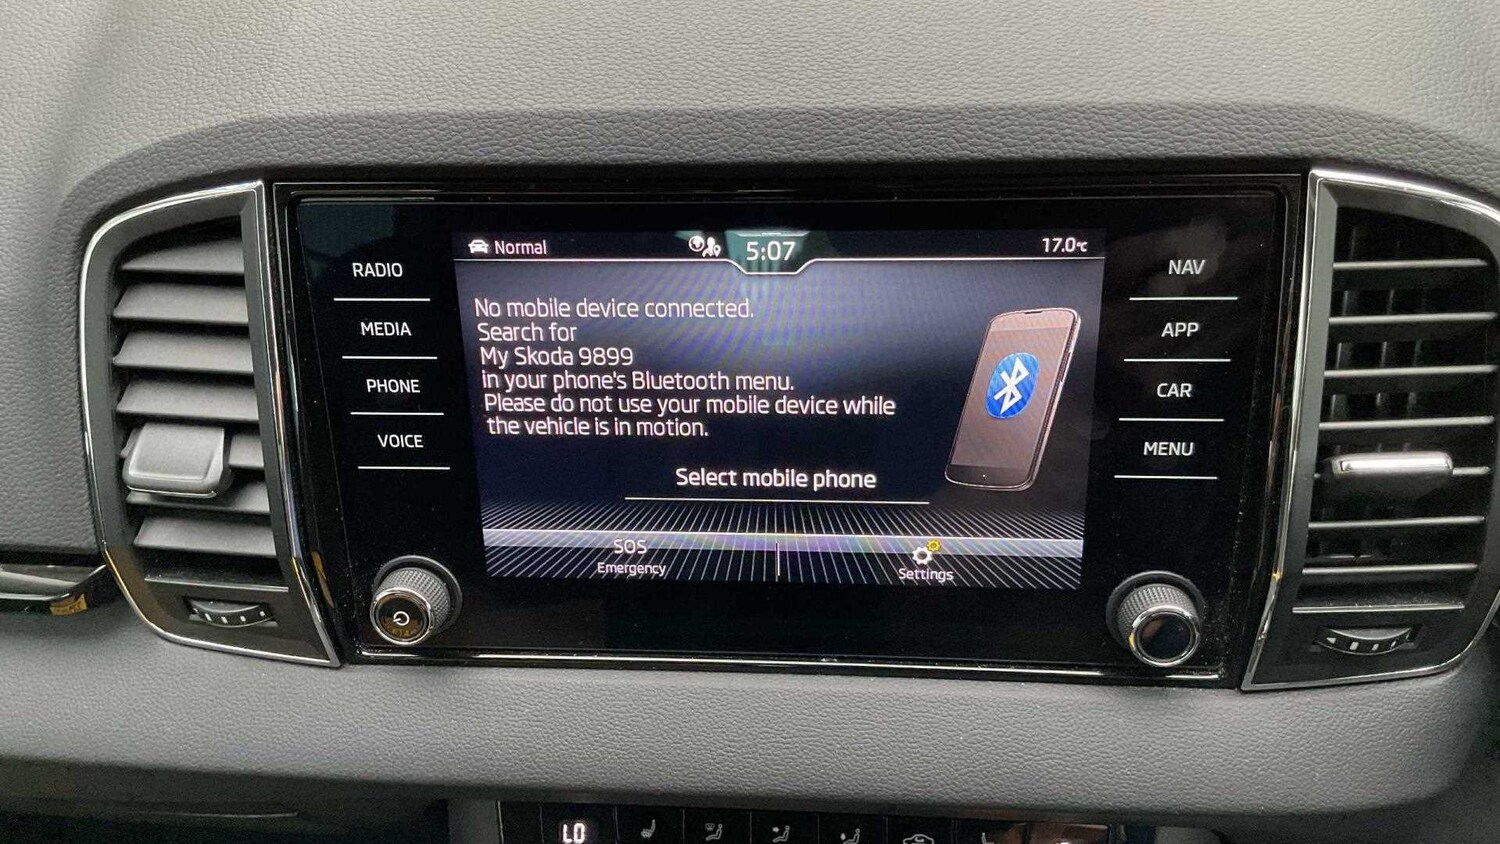 Normal
5:07
17.0°C
RADIO
MEDIA
PHONE
VOICE
No mobile device connected.
Search for
My Skoda 9899
in your phone's Bluetooth menu.
Please do not use your mobile device while
the vehicle is in motion.
Select mobile phone
SOS
Emergency
Settings
NAV
APP
CAR
MENU
LO